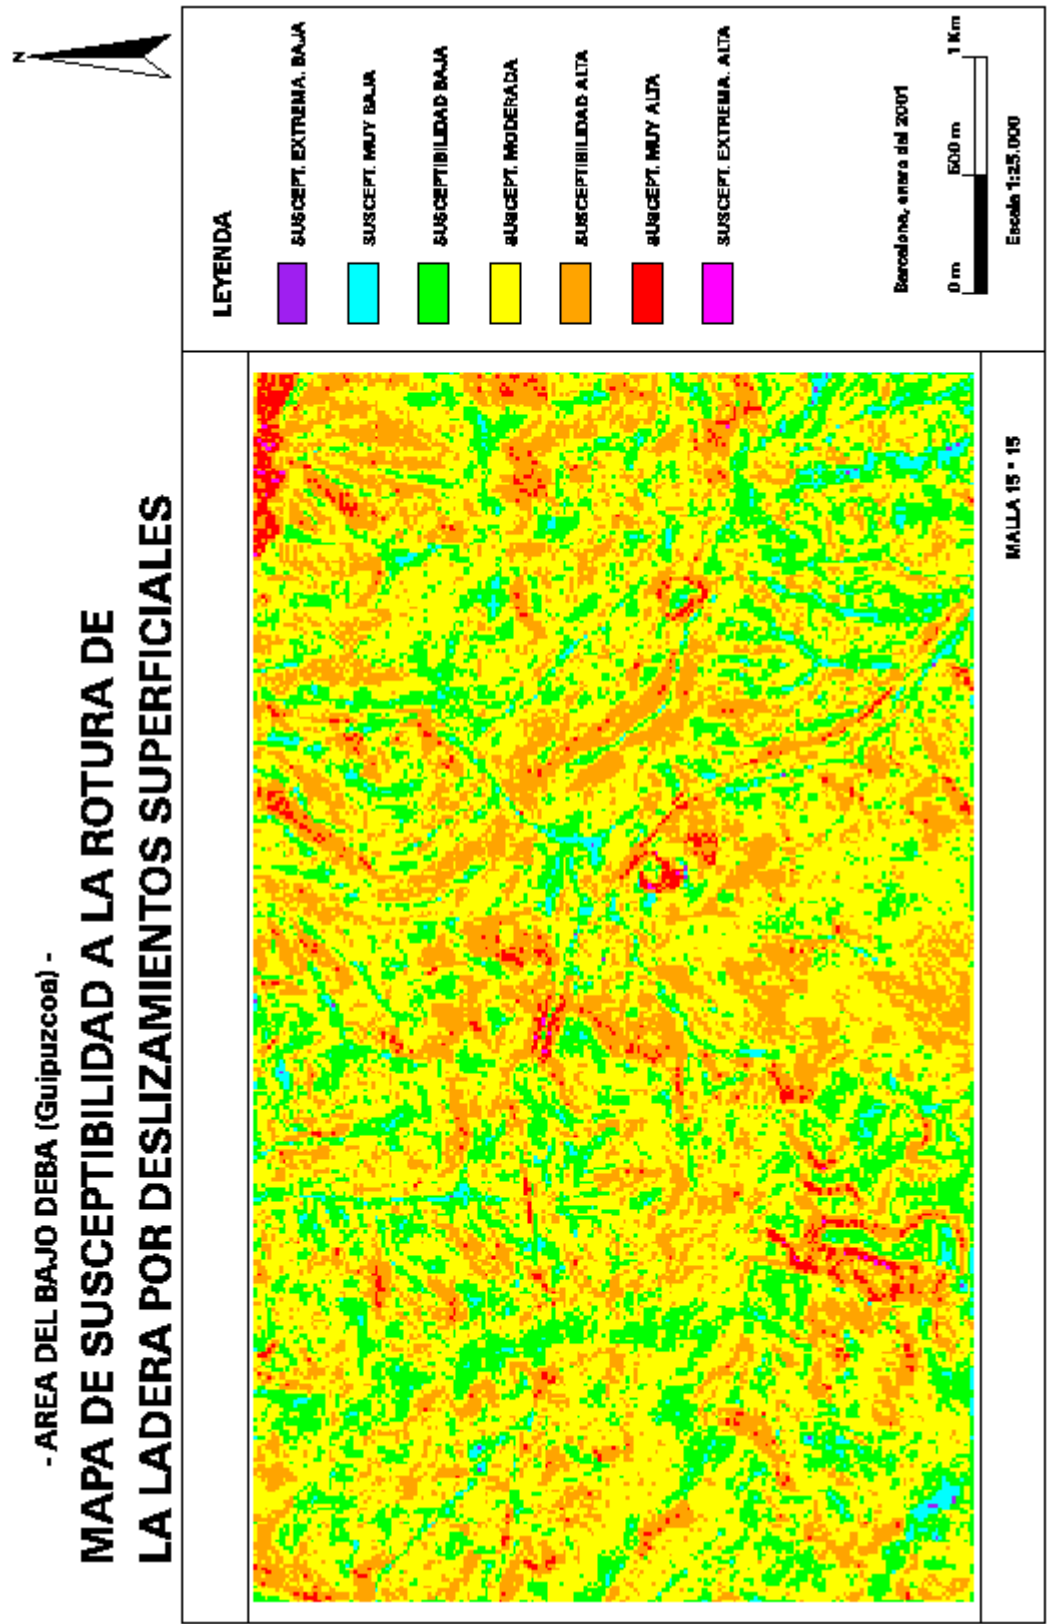 - AREA DEL BAJO DEBA (Guipuzcoa) -
MAPA DE SUSCEPTIBILIDAD A LA ROTURA DE
LA LADERA POR DESLIZAMIENTOS SUPERFICIALES
N
LEYENDA
SUSCEPT. EXTREMA. BAJA
SUSCEPT. MUY BAJA
SUSCEPTIBILIDAD BAJA
SUSCEPT. MODERADA
SUSCEPTIBILIDAD ALTA
SUSCEPT. MUY ALTA
SUSCEPT. EXTREMA. ALTA
Barcelona, enero del 2001
0 m 500 m 1 Km
Escala 1:25.000
MALLA 15 * 15